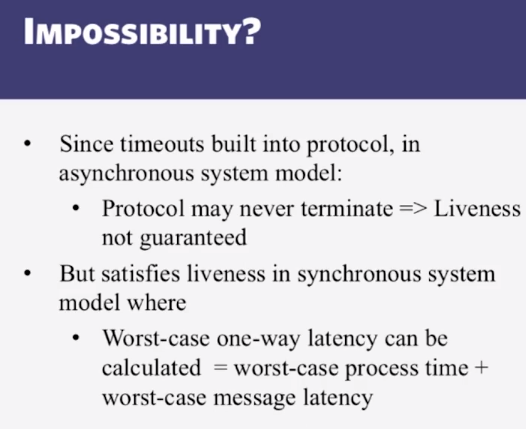 IMPOSSIBILITY?
• Since timeouts built into protocol, in
asynchronous system model:
• Protocol may never terminate => Liveness
not guaranteed
• But satisfies liveness in synchronous system
model where
• Worst-case one-way latency can be
calculated = worst-case process time +
worst-case message latency